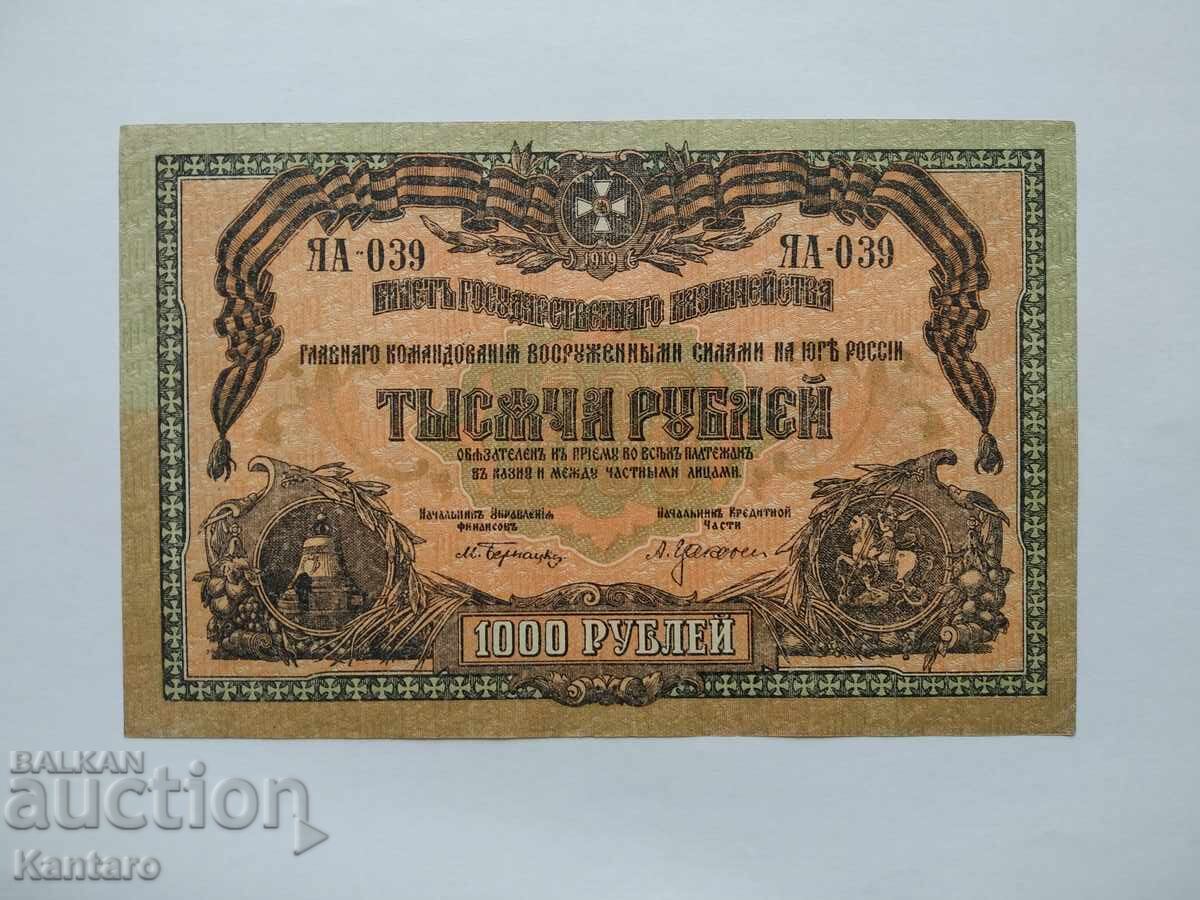 1919
ЯА-039 ЯА-039
БИЛЕТЪ ГОСУДАРСТВЕННАГО КАЗНАЧЕЙСТВА
ГЛАВНАГО КОМАНДОВАНІЯ ВООРУЖЕННЫМИ СИЛАМИ НА ЮГѢ РОССІИ
ТЫСЯЧА РУБЛЕЙ
ОБЯЗАТЕЛЕНЪ КЪ ПРІЕМУ ВО ВСѢХЪ ПЛАТЕЖАХЪ
ВЪ КАЗНУ И МЕЖДУ ЧАСТНЫМИ ЛИЦАМИ.
НАЧАЛЬНИКЪ УПРАВЛЕНІЯ
ФИНАНСОВЪ
НАЧАЛЬНИКЪ КРЕДИТНОЙ
ЧАСТИ
М. Бернацкій
1000 РУБЛЕЙ
BALKAN
auction
Kantaro